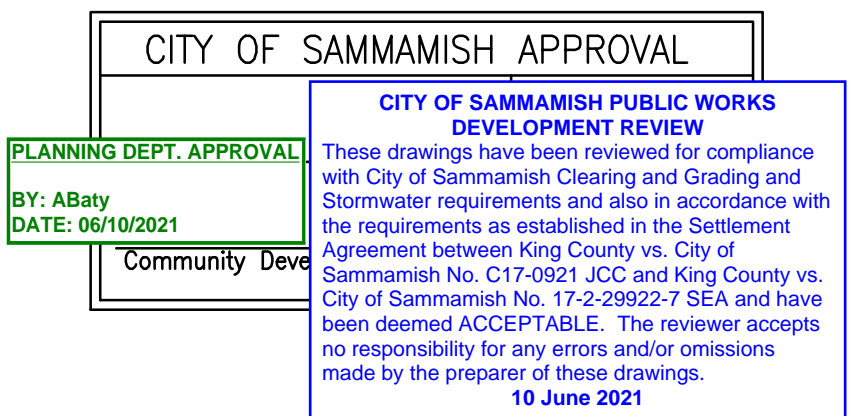 CITY OF SAMMAMISH APPROVAL
PLANNING DEPT. APPROVAL
BY: ABaty
DATE: 06/10/2021
Community Deve
CITY OF SAMMAMISH PUBLIC WORKS
DEVELOPMENT REVIEW
These drawings have been reviewed for compliance
with City of Sammamish Clearing and Grading and
Stormwater requirements and also in accordance with
the requirements as established in the Settlement
Agreement between King County vs. City of
Sammamish No. C17-0921 JCC and King County vs.
City of Sammamish No. 17-2-29922-7 SEA and have
been deemed ACCEPTABLE.  The reviewer accepts
no responsibility for any errors and/or omissions
made by the preparer of these drawings.
10 June 2021